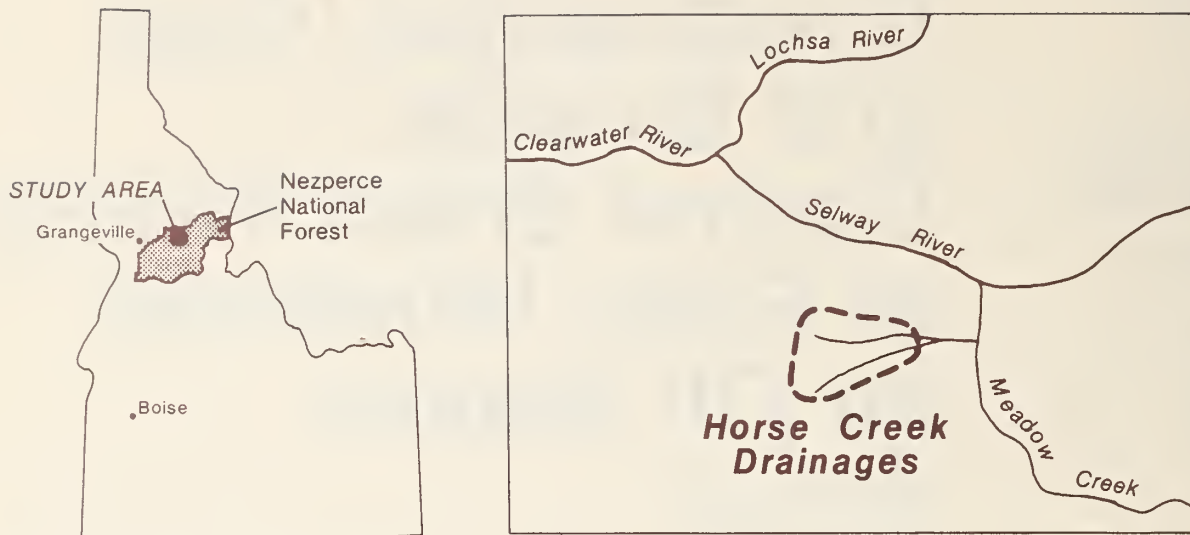 STUDY AREA
Grangeville
Nezperce
National
Forest
Boise
Lochsa River
Clearwater River
Selway River
Horse Creek
Drainages
Meadow Creek